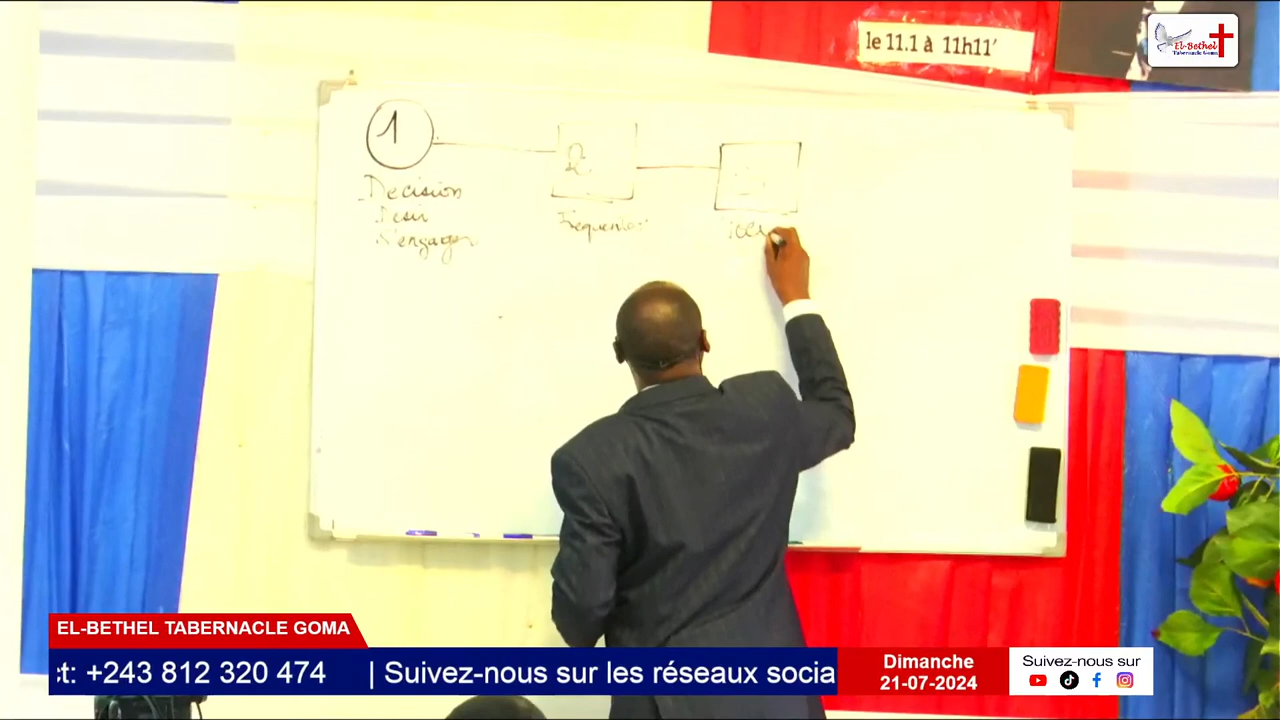 le 11.1 à 11h11'
El-Bethel
Tabernacle Goma
1
Decision
Desir
S'engager
EL-BETHEL TABERNACLE GOMA
+243 812 320 474 | Suivez-nous sur les réseaux socia
Dimanche
21-07-2024
Suivez-nous sur